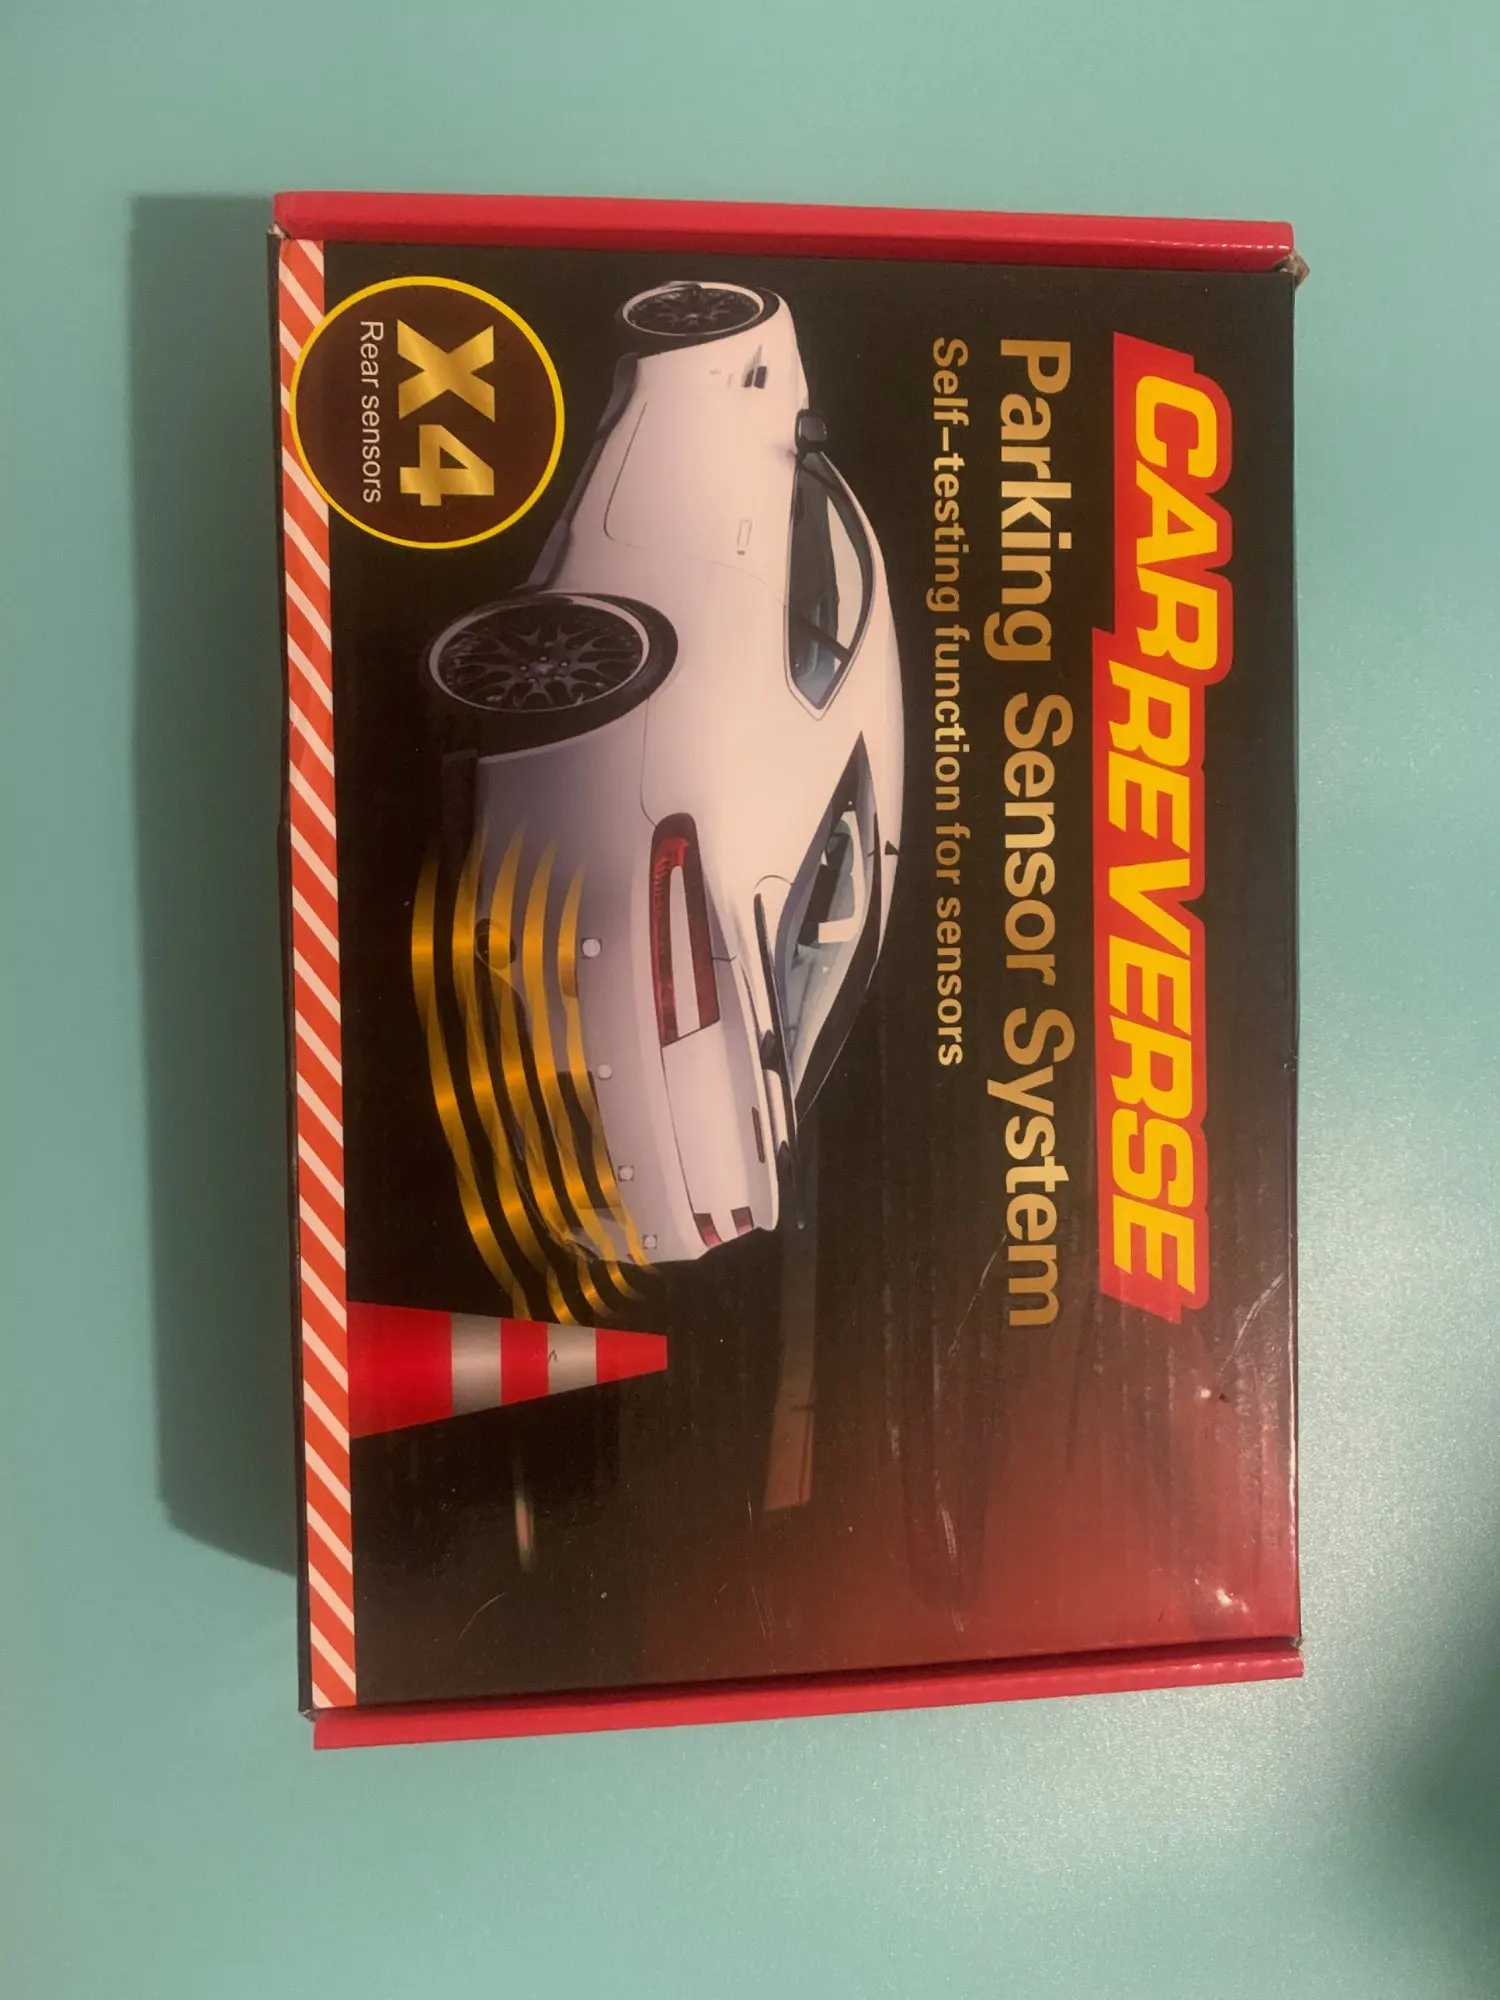 CAR REVERSE
Parking Sensor System
Self-testing function for sensors
X4
Rear sensors